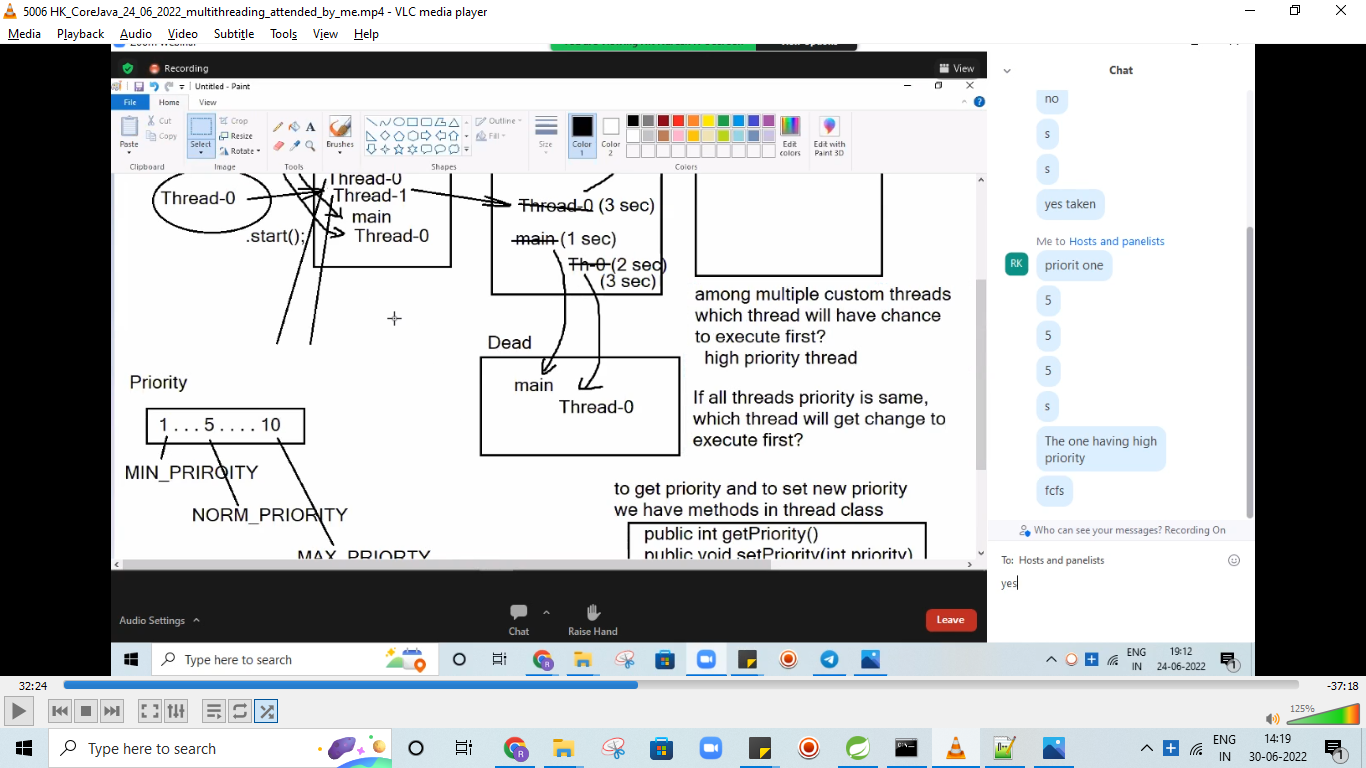 5006 HK_CoreJava_24_06_2022_multithreading_attended_by_me.mp4 - VLC media player
Media Playback Audio Video Subtitle Tools View Help
Recording
View
Untitled - Paint
File Home View
Paste
Cut
Copy
Clipboard
Select
Crop
Resize
Rotate
Image
Tools
Brushes
Shapes
Outline
Fill
Size
Color 1
Color 2
Edit colors
Edit with Paint 3D
Colors
Thread-0
.start();
Thread-0
Thread-1
main
Thread-0
Thread-0 (3 sec)
main (1 sec)
Th-0 (2 sec)
(3 sec)
among multiple custom threads
which thread will have chance
to execute first?
high priority thread
Dead
main
Thread-0
If all threads priority is same,
which thread will get change to
execute first?
Priority
1 . . . 5 . . . . 10
MIN_PRIROITY
NORM_PRIORITY
MAX_PRIORTY
to get priority and to set new priority
we have methods in thread class
public int getPriority()
public void setPriority(int priority)
Chat
no
s
s
yes taken
Me to Hosts and panelists
RK
priorit one
5
5
5
s
The one having high
priority
fcfs
Who can see your messages? Recording On
To: Hosts and panelists
yes
Audio Settings
Chat
Raise Hand
Leave
Type here to search
ENG
IN
19:12
24-06-2022
1
32:24
-37:18
125%
Type here to search
ENG
IN
14:19
30-06-2022
1